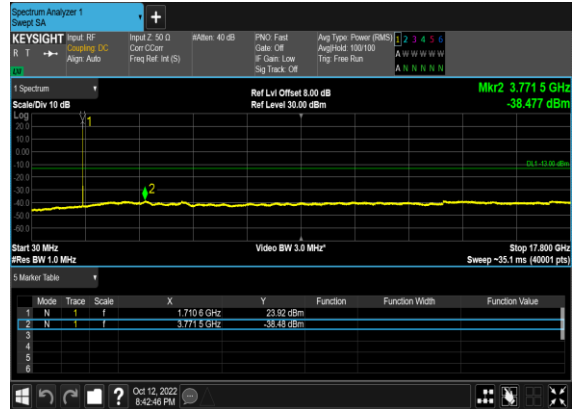 Spectrum Analyzer 1
Swept SA
+
KEYSIGHT Input: RF Input Z: 50 Ω #Atten: 40 dB PNO: Fast Avg Type: Power (RMS) 1 2 3 4 5 6
R T Coupling: DC Corr CCorr Gate: Off Avg|Hold: 100/100 A W W W W W
Align: Auto Freq Ref: Int (S) IF Gain: Low Trig: Free Run
Sig Track: Off A N N N N N
1 Spectrum
Ref Lvl Offset 8.00 dB Mkr2 3.771 5 GHz
Scale/Div 10 dB Ref Level 30.00 dBm -38.477 dBm
Log
1
20.0
10.0
0.00
-10.0
DL1 -13.00 dBm
-20.0
-30.0
2
-40.0
-50.0
-60.0
Start 30 MHz Video BW 3.0 MHz* Stop 17.800 GHz
#Res BW 1.0 MHz Sweep ~35.1 ms (40001 pts)
5 Marker Table
Mode Trace Scale X Y Function Function Width Function Value
1 N 1 f 1.710 6 GHz 23.92 dBm
2 N 1 f 3.771 5 GHz -38.48 dBm
3
4
5
6
? Oct 12, 2022
8:42:46 PM